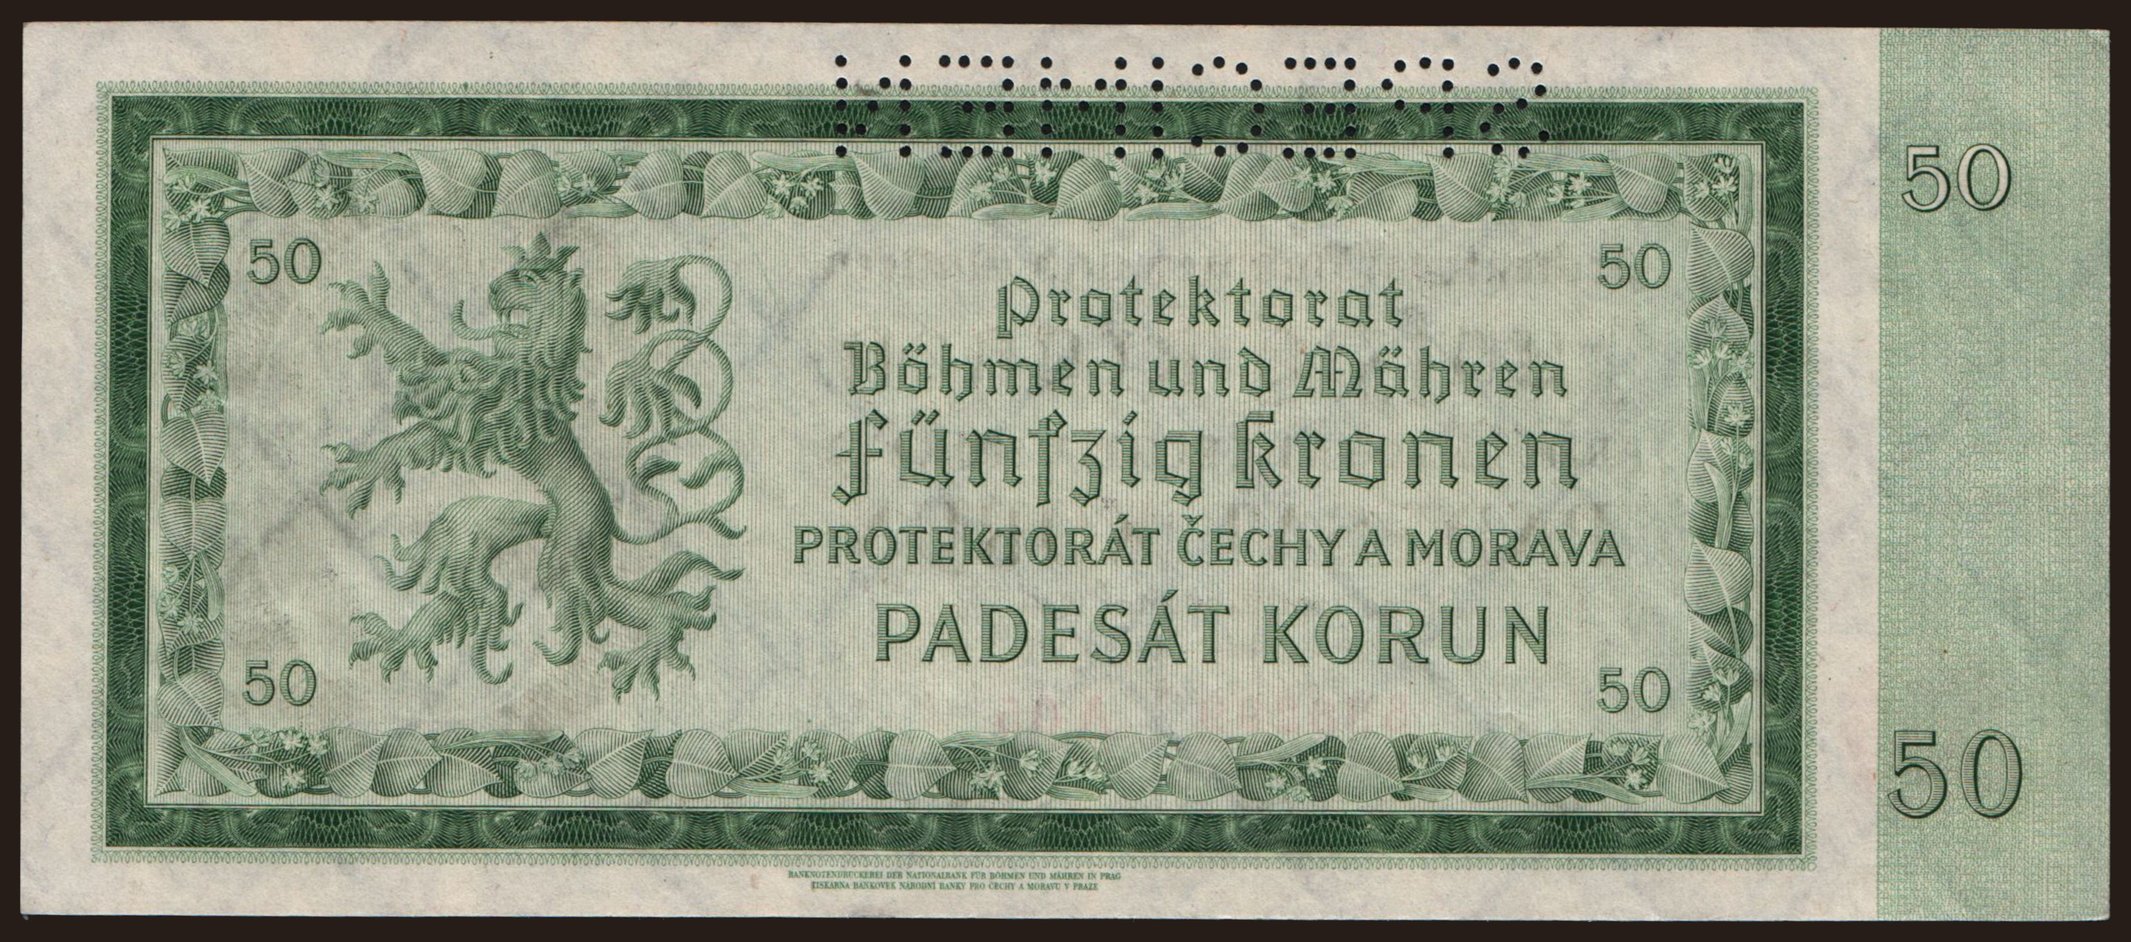 50
50
50
Protektorat
Böhmen und Mähren
Fünfzig Kronen
PROTEKTORÁT ČECHY A MORAVA
PADESÁT KORUN
50
50
50
BANKNOTENDRUCKEREI DER NATIONALBANK FÜR BÖHMEN UND MÄHREN IN PRAG
TISKÁRNA BANKOVEK NÁRODNÍ BANKY PRO ČECHY A MORAVU V PRAZE